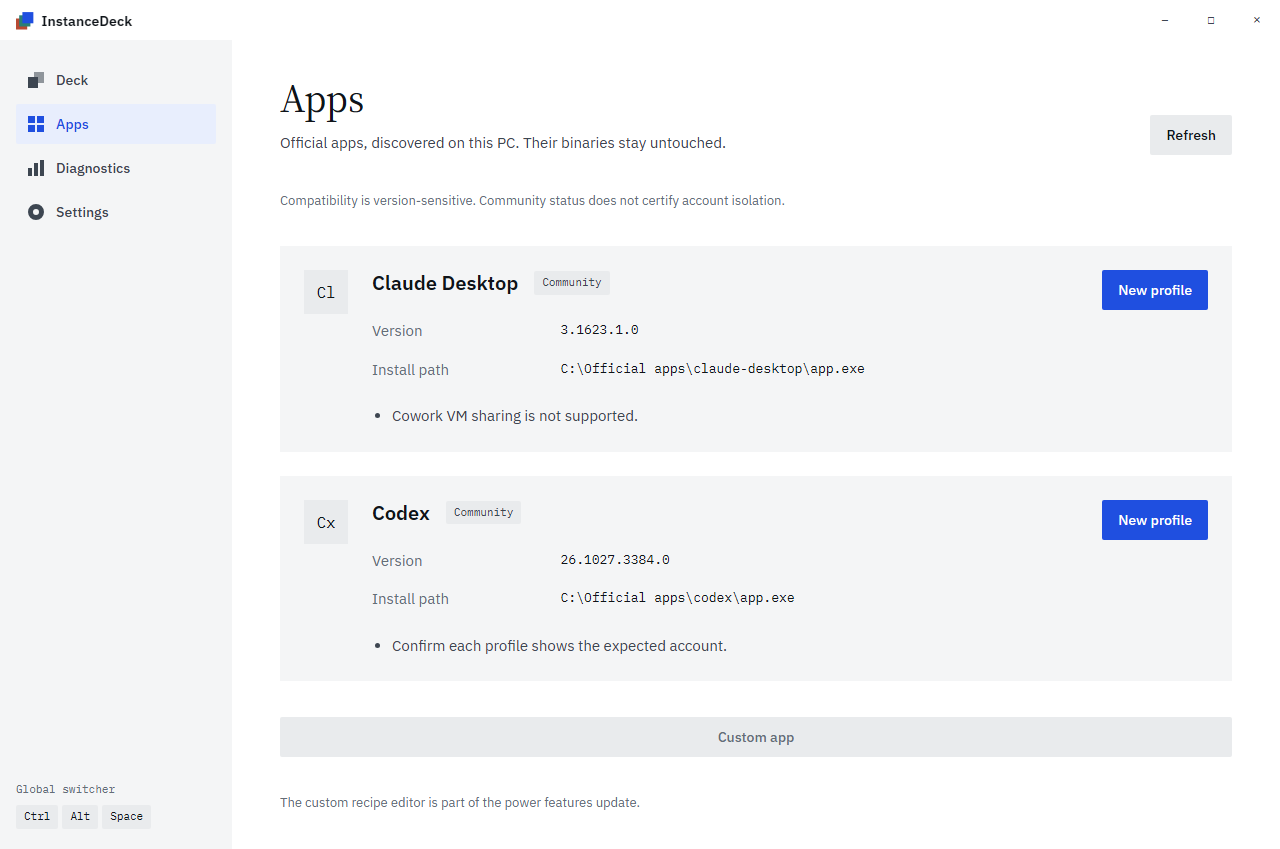 InstanceDeck
Deck
Apps
Diagnostics
Settings
Global switcher
Ctrl Alt Space
Apps
Official apps, discovered on this PC. Their binaries stay untouched.
Refresh
Compatibility is version-sensitive. Community status does not certify account isolation.
Cl
Claude Desktop
Community
New profile
Version 3.1623.1.0
Install path C:\Official apps\claude-desktop\app.exe
• Cowork VM sharing is not supported.
Cx
Codex
Community
New profile
Version 26.1027.3384.0
Install path C:\Official apps\codex\app.exe
• Confirm each profile shows the expected account.
Custom app
The custom recipe editor is part of the power features update.